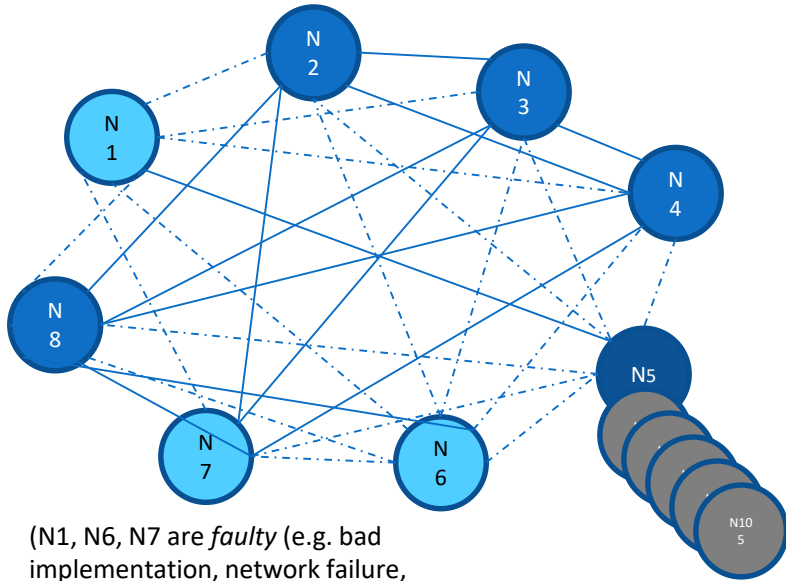 N
2
N
3
N
1
N
4
N
8
N5
N
7
N
6
N10
5
(N1, N6, N7 are faulty (e.g. bad
implementation, network failure,